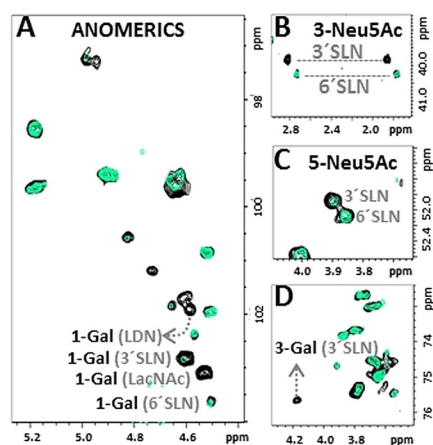 A ANOMERICS
ppm
98
100
102
1-Gal (LDN)
1-Gal (3´SLN)
1-Gal (LacNAc)
1-Gal (6´SLN)
5.2 5.0 4.8 4.6 ppm
B 3-Neu5Ac
3´SLN
6´SLN
ppm
40.0
41.0
2.8 2.4 2.0 ppm
C 5-Neu5Ac
3´SLN
6´SLN
ppm
52.0
52.4
4.0 3.9 3.8 ppm
D
3-Gal (3´SLN)
ppm
74
75
76
4.2 4.0 3.8 3.6 ppm